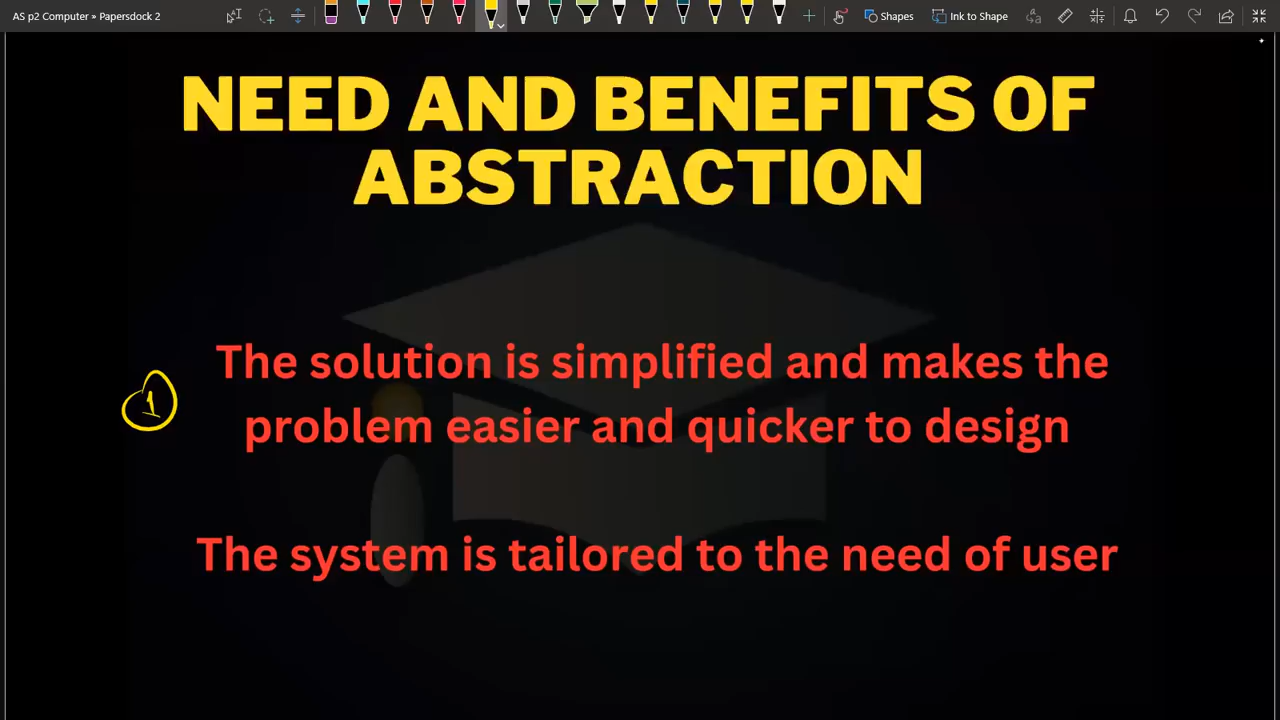 AS p2 Computer » Papersdock 2
Shapes
Ink to Shape
NEED AND BENEFITS OF
ABSTRACTION
1
The solution is simplified and makes the
problem easier and quicker to design
The system is tailored to the need of user